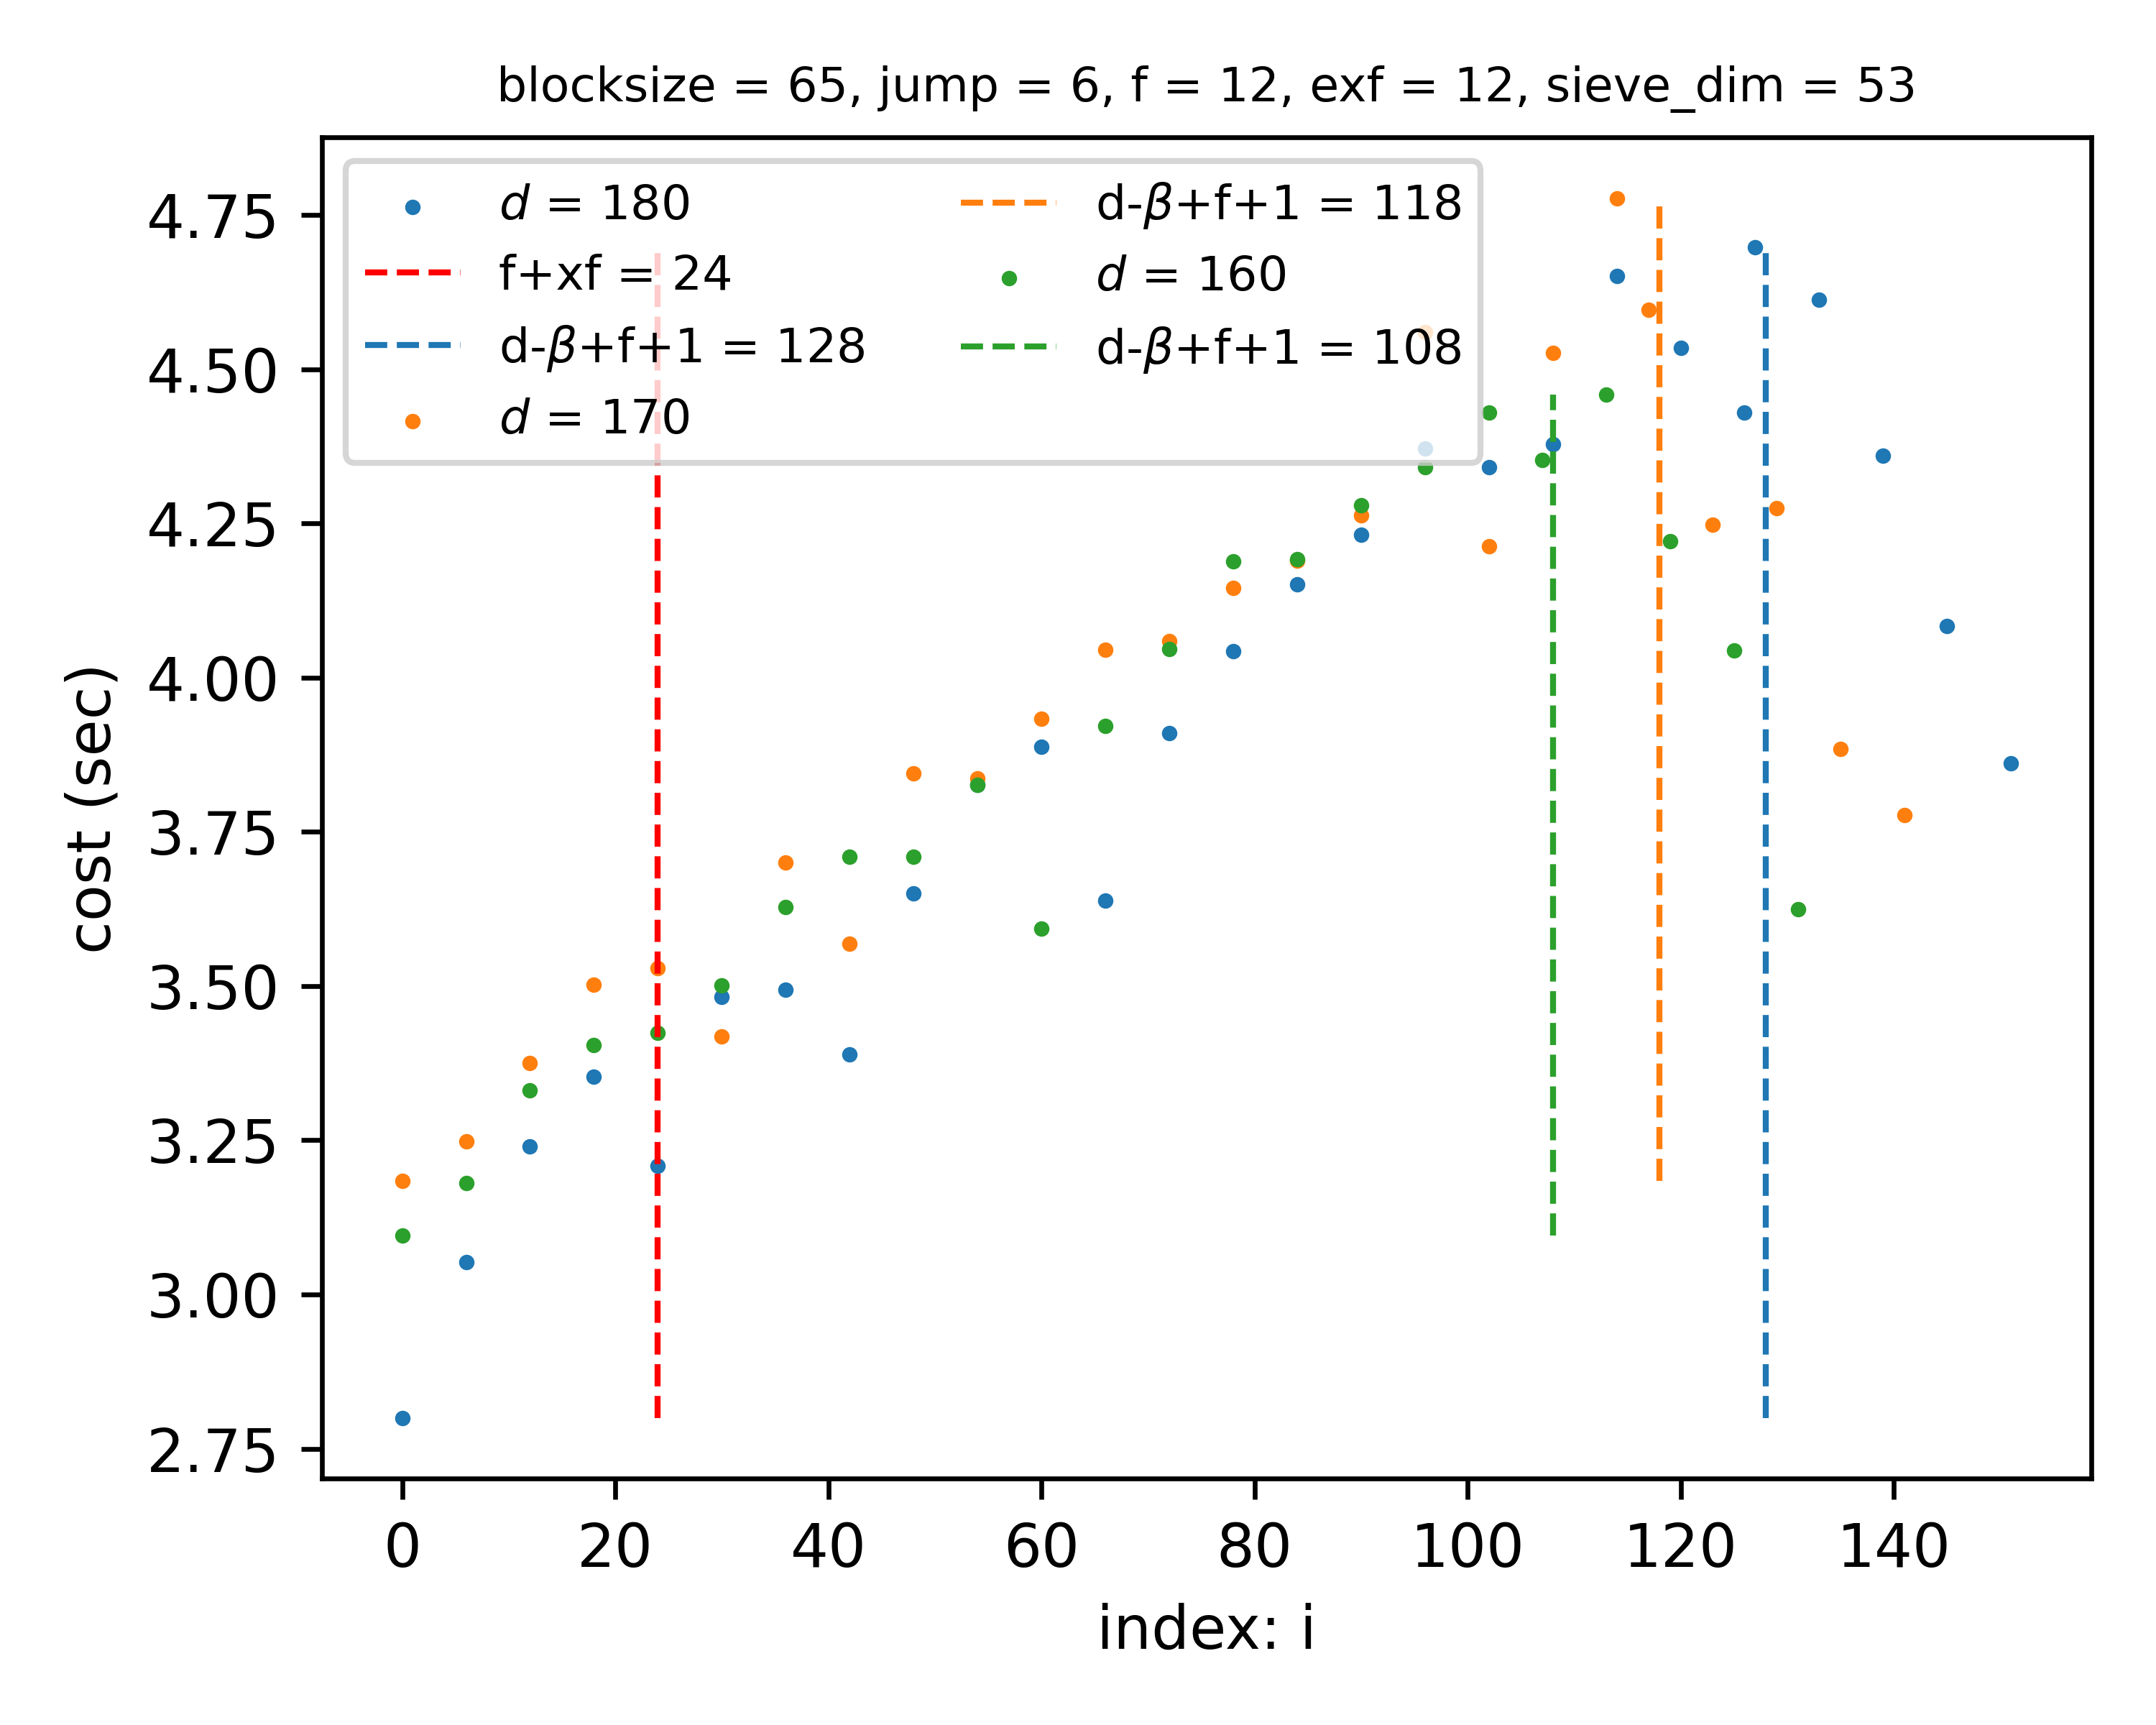 blocksize = 65, jump = 6, f = 12, exf = 12, sieve_dim = 53
d = 180
f+xf = 24
d-β+f+1 = 128
d = 170
d-β+f+1 = 118
d = 160
d-β+f+1 = 108
cost (sec)
4.75
4.50
4.25
4.00
3.75
3.50
3.25
3.00
2.75
0 20 40 60 80 100 120 140
index: i